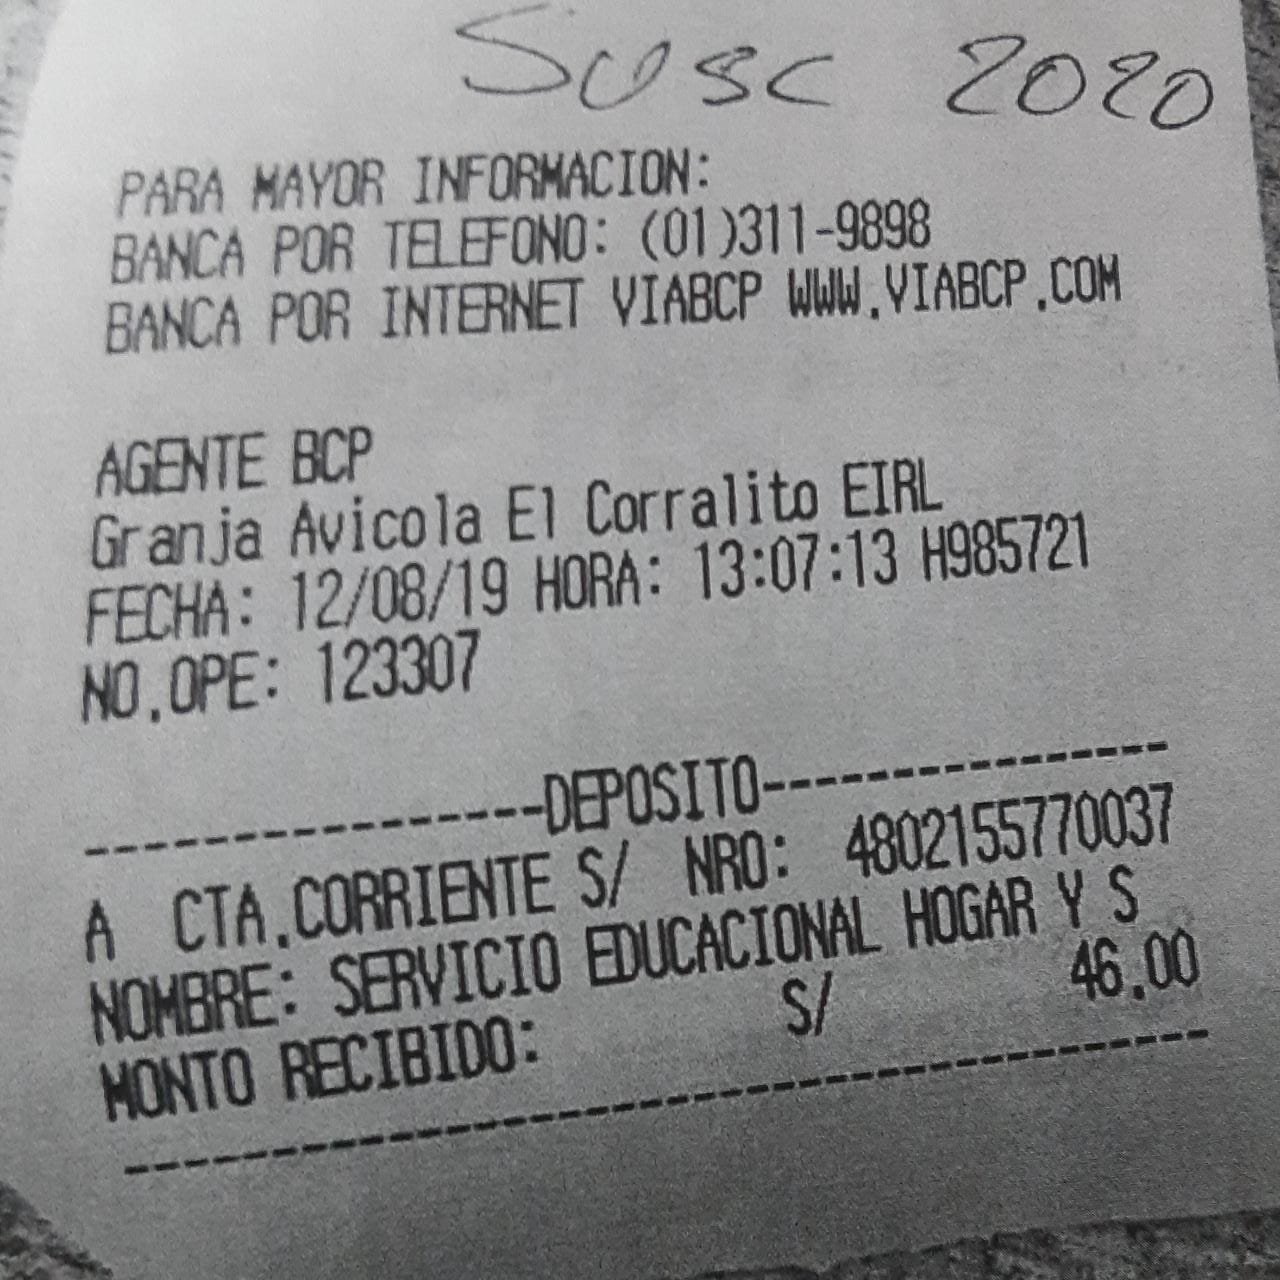 Susc 2020
PARA MAYOR INFORMACION:
BANCA POR TELEFONO: (01)311-9898
BANCA POR INTERNET VIABCP WWW.VIABCP.COM
AGENTE BCP
Granja Avicola El Corralito EIRL
FECHA: 12/08/19 HORA: 13:07:13 H985721
NO.OPE: 123307
----------------DEPOSITO----------------
A CTA.CORRIENTE S/ NRO: 4802155770037
NOMBRE: SERVICIO EDUCACIONAL HOGAR Y S
MONTO RECIBIDO: S/ 46.00
----------------------------------------